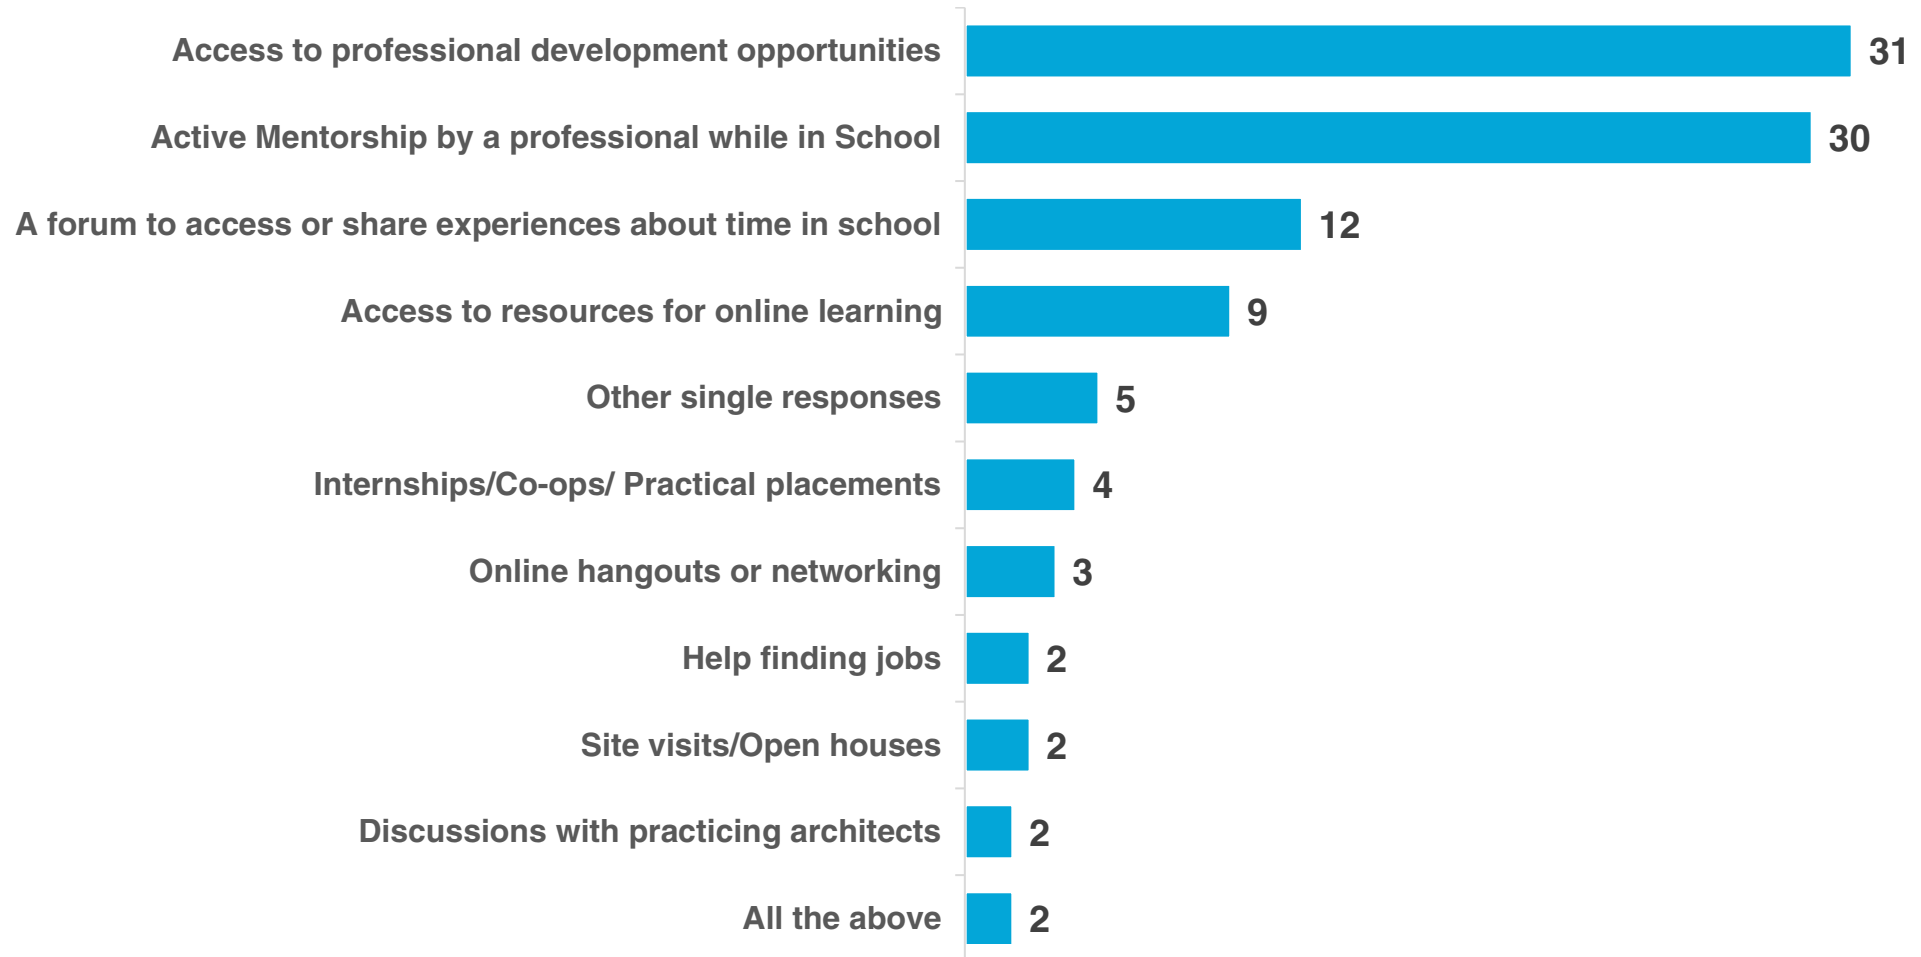 Access to professional development opportunities 31
Active Mentorship by a professional while in School 30
A forum to access or share experiences about time in school 12
Access to resources for online learning 9
Other single responses 5
Internships/Co-ops/ Practical placements 4
Online hangouts or networking 3
Help finding jobs 2
Site visits/Open houses 2
Discussions with practicing architects 2
All the above 2